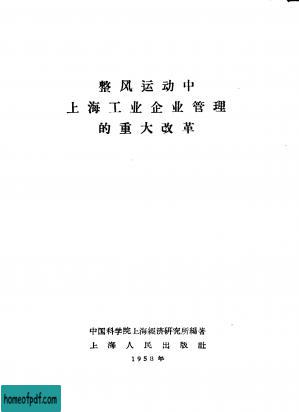 整风运动中
上海工业企业管理
的重大改革
中国科学院上海經济研究所編著
上海人民出版社
1958年
homeofpdf.com